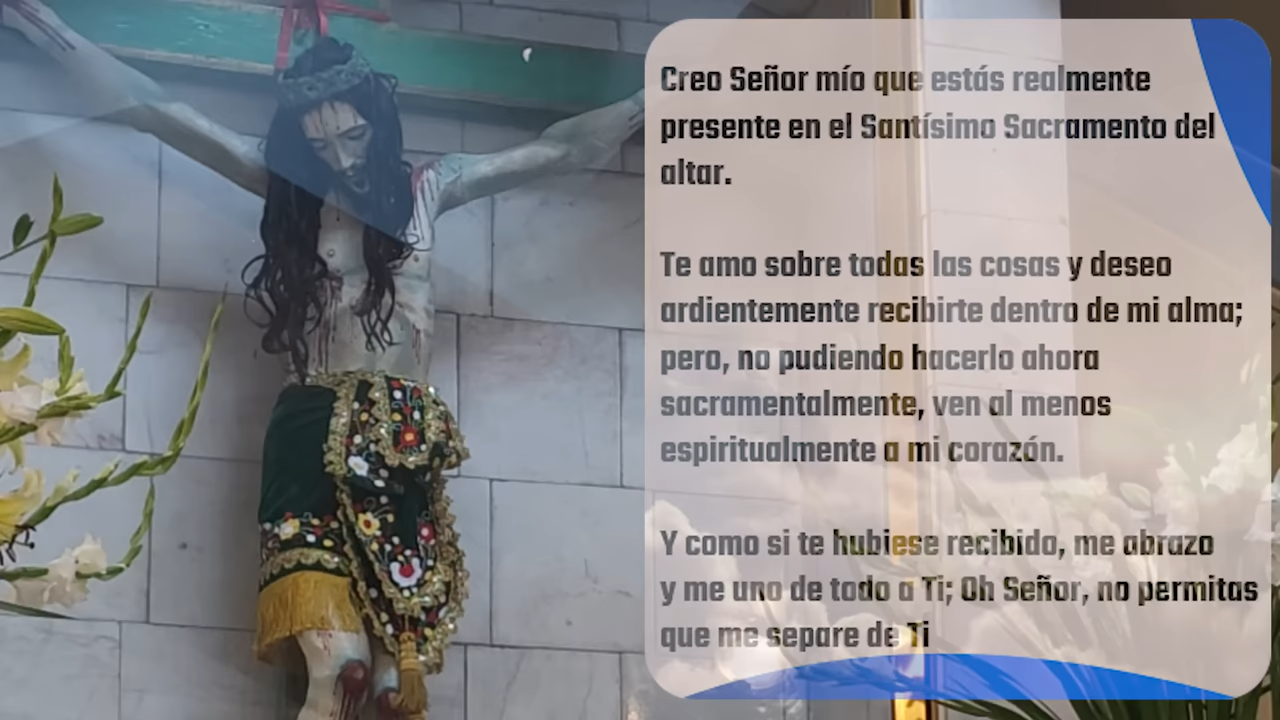 Creo Señor mío que estás realmente
presente en el Santísimo Sacramento del
altar.
Te amo sobre todas las cosas y deseo
ardientemente recibirte dentro de mi alma;
pero, no pudiendo hacerlo ahora
sacramentalmente, ven al menos
espiritualmente a mi corazón.
Y como si te hubiese recibido, me abrazo
y me uno de todo a Ti; Oh Señor, no permitas
que me separe de Ti